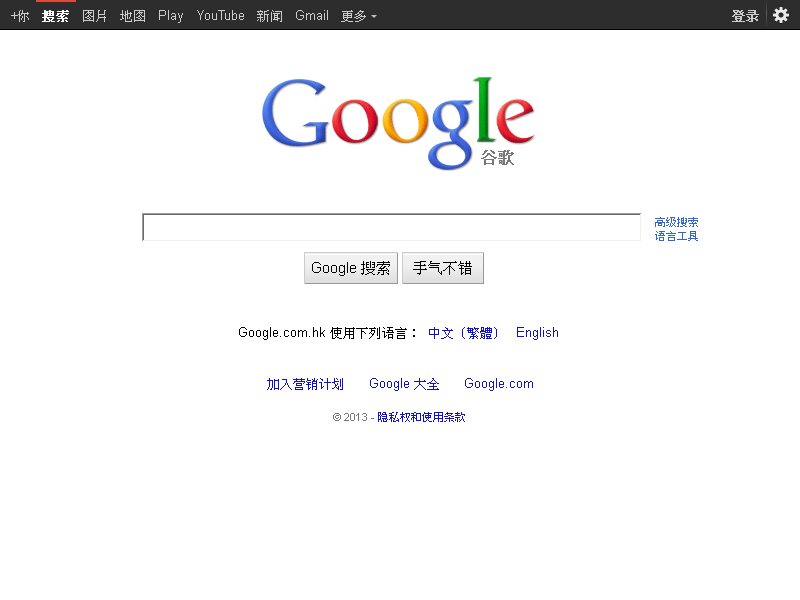 +你 搜索 图片 地图 Play YouTube 新闻 Gmail 更多 登录
Google
谷歌
高级搜索
语言工具
Google 搜索 手气不错
Google.com.hk 使用下列语言： 中文（繁體） English
加入营销计划 Google 大全 Google.com
© 2013 - 隐私权和使用条款